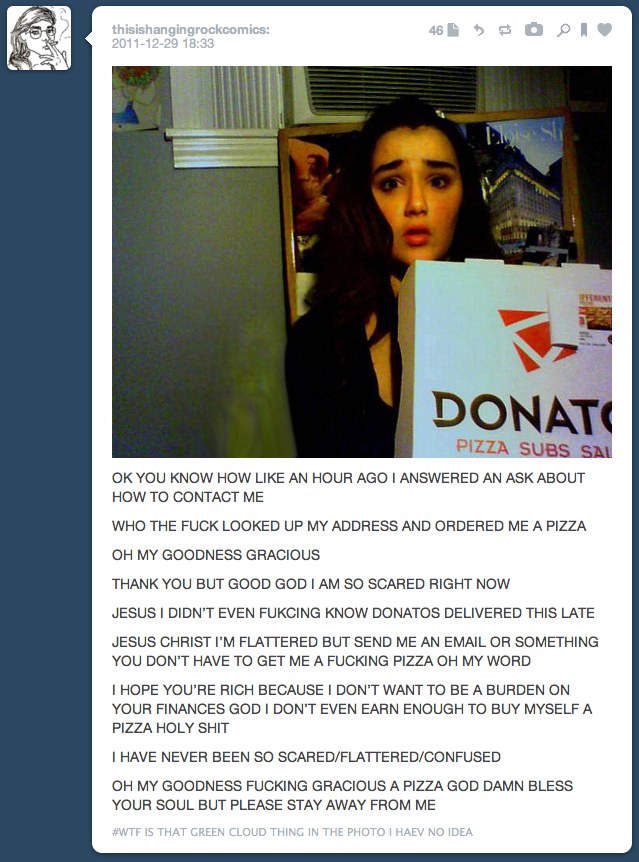 thisishangingrockcomics:
46
2011-12-29 18:33
DONATO
PIZZA SUBS SAL
OK YOU KNOW HOW LIKE AN HOUR AGO I ANSWERED AN ASK ABOUT
HOW TO CONTACT ME
WHO THE FUCK LOOKED UP MY ADDRESS AND ORDERED ME A PIZZA
OH MY GOODNESS GRACIOUS
THANK YOU BUT GOOD GOD I AM SO SCARED RIGHT NOW
JESUS I DIDN'T EVEN FUKCING KNOW DONATOS DELIVERED THIS LATE
JESUS CHRIST I'M FLATTERED BUT SEND ME AN EMAIL OR SOMETHING
YOU DON'T HAVE TO GET ME A FUCKING PIZZA OH MY WORD
I HOPE YOU'RE RICH BECAUSE I DON'T WANT TO BE A BURDEN ON
YOUR FINANCES GOD I DON'T EVEN EARN ENOUGH TO BUY MYSELF A
PIZZA HOLY SHIT
I HAVE NEVER BEEN SO SCARED/FLATTERED/CONFUSED
OH MY GOODNESS FUCKING GRACIOUS A PIZZA GOD DAMN BLESS
YOUR SOUL BUT PLEASE STAY AWAY FROM ME
#WTF IS THAT GREEN CLOUD THING IN THE PHOTO I HAEV NO IDEA